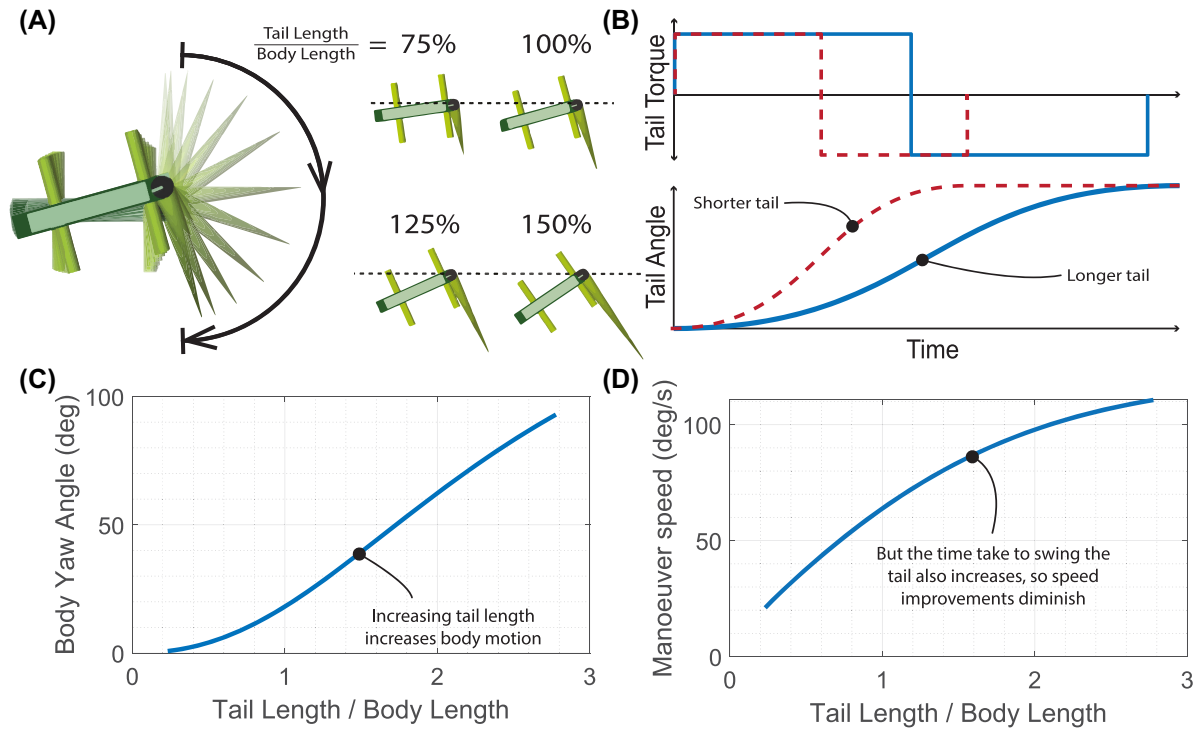 (A)
Tail Length
Body Length
= 75%
100%
125%
150%
(B)
Tail Torque
Tail Angle
Shorter tail
Longer tail
Time
(C)
Body Yaw Angle (deg)
100
50
0
0
1
2
3
Increasing tail length
increases body motion
Tail Length / Body Length
(D)
Manoeuver speed (deg/s)
100
50
0
0
1
2
3
But the time take to swing the
tail also increases, so speed
improvements diminish
Tail Length / Body Length